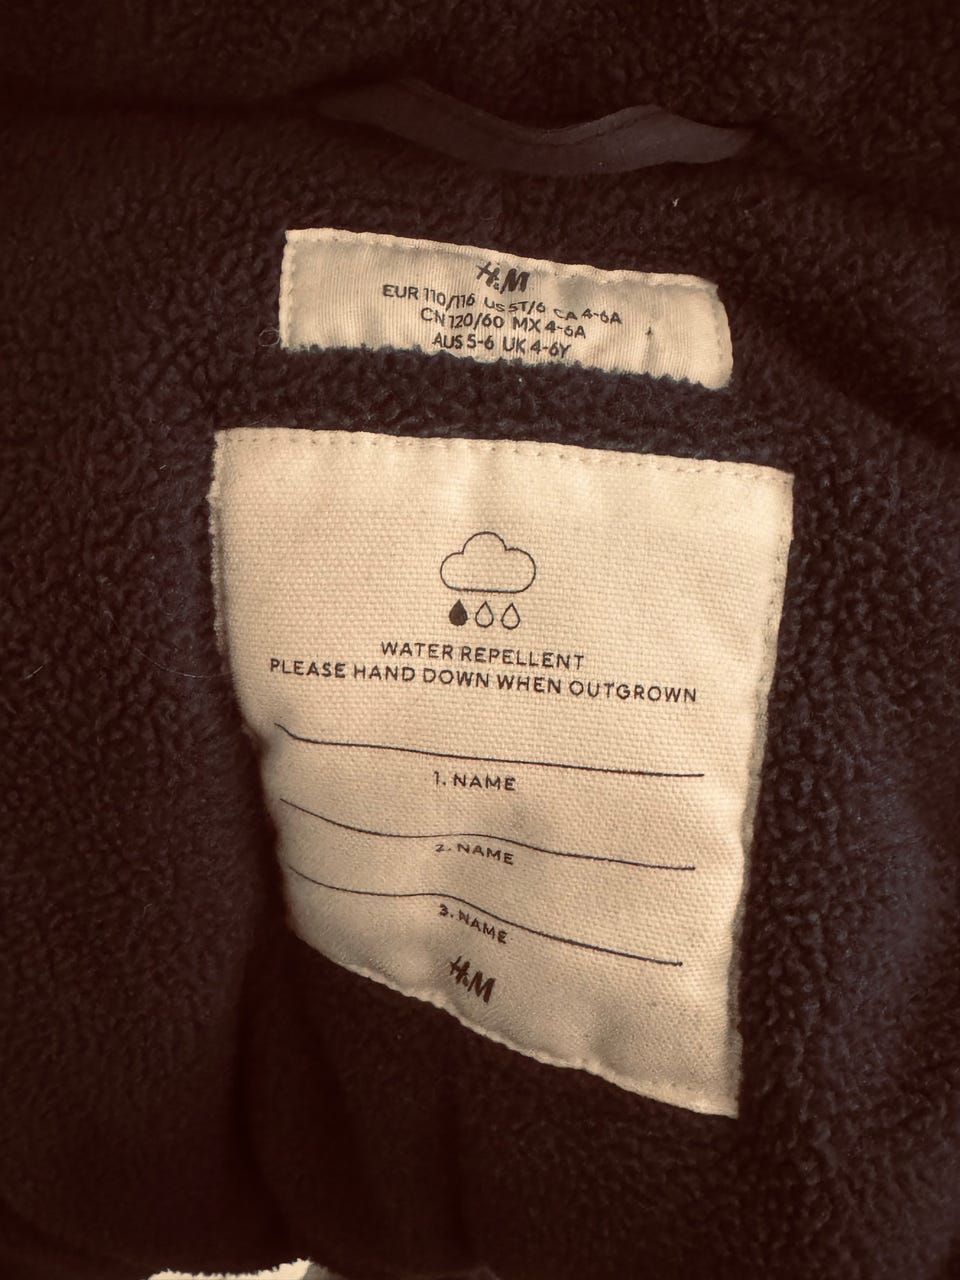 H&M
EUR 110/116 US 5T/6 CA 4-6A
CN 120/60 MX 4-6A
AUS 5-6 UK 4-6Y
WATER REPELLENT
PLEASE HAND DOWN WHEN OUTGROWN
1. NAME
2. NAME
3. NAME
H&M